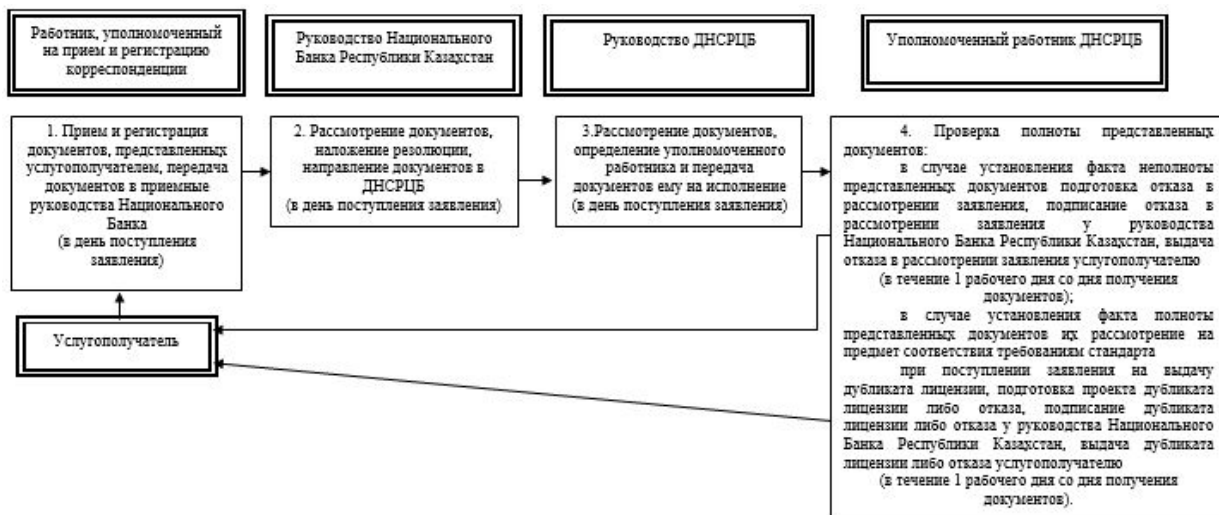 Работник, уполномоченный
на прием и регистрацию
корреспонденции
Руководство Национального
Банка Республики Казахстан
Руководство ДНСРЦБ
Уполномоченный работник ДНСРЦБ
1. Прием и регистрация
документов, представленных
услугополучателем, передача
документов в приемные
руководства Национального
Банка
(в день поступления
заявления)
2. Рассмотрение документов,
наложение резолюции,
направление документов в
ДНСРЦБ
(в день поступления заявления)
3.Рассмотрение документов,
определение уполномоченного
работника и передача
документов ему на исполнение
(в день поступления заявления)
4. Проверка полноты представленных
документов:
в случае установления факта неполноты
представленных документов подготовка отказа в
рассмотрении заявления, подписание отказа в
рассмотрении заявления у руководства
Национального Банка Республики Казахстан, выдача
отказа в рассмотрении заявления услугополучателю
(в течение 1 рабочего дня со дня получения
документов);
в случае установления факта полноты
представленных документов их рассмотрение на
предмет соответствия требованиям стандарта
при поступлении заявления на выдачу
дубликата лицензии, подготовка проекта дубликата
лицензии либо отказа, подписание дубликата
лицензии либо отказа у руководства Национального
Банка Республики Казахстан, выдача дубликата
лицензии либо отказа услугополучателю
(в течение 1 рабочего дня со дня получения
документов).
Услугополучатель